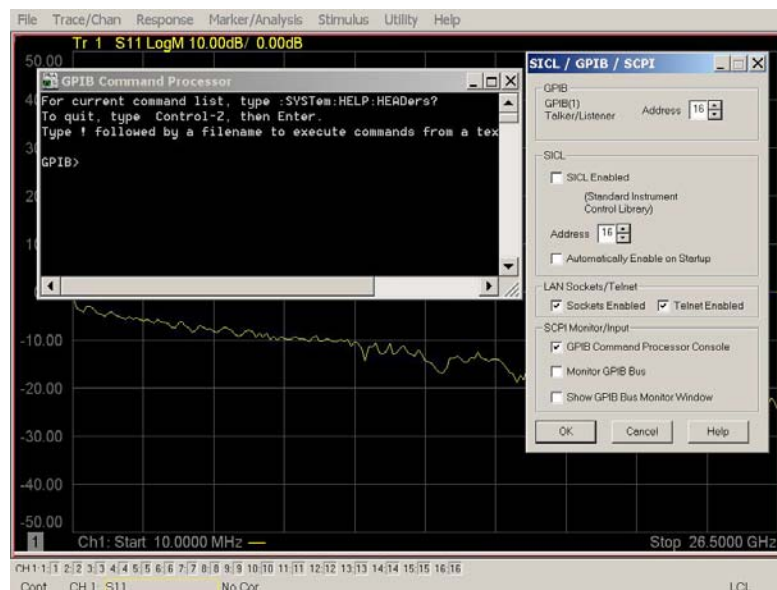 File Trace/Chan Response Marker/Analysis Stimulus Utility Help
Tr 1 S11 LogM 10.00dB/ 0.00dB
50.00
GPIB Command Processor
For current command list, type :SYSTem:HELP:HEADers?
To quit, type Control-Z, then Enter.
Type ! followed by a filename to execute commands from a tex
GPIB>
-10.00
-20.00
-30.00
-40.00
-50.00
1 Ch1: Start 10.0000 MHz
Stop 26.5000 GHz
SICL / GPIB / SCPI
GPIB
GPIB(1)
Talker/Listener
Address 16
SICL
SICL Enabled
(Standard Instrument
Control Library)
Address 16
Automatically Enable on Startup
LAN Sockets/Telnet
Sockets Enabled Telnet Enabled
SCPI Monitor/Input
GPIB Command Processor Console
Monitor GPIB Bus
Show GPIB Bus Monitor Window
OK Cancel Help
CH 1: 1:1 2:2 3:3 4:4 5:5 6:6 7:7 8:8 9:9 10:10 11:11 12:12 13:13 14:14 15:15 16:16
Cont CH 1: S11 No Cor LCL